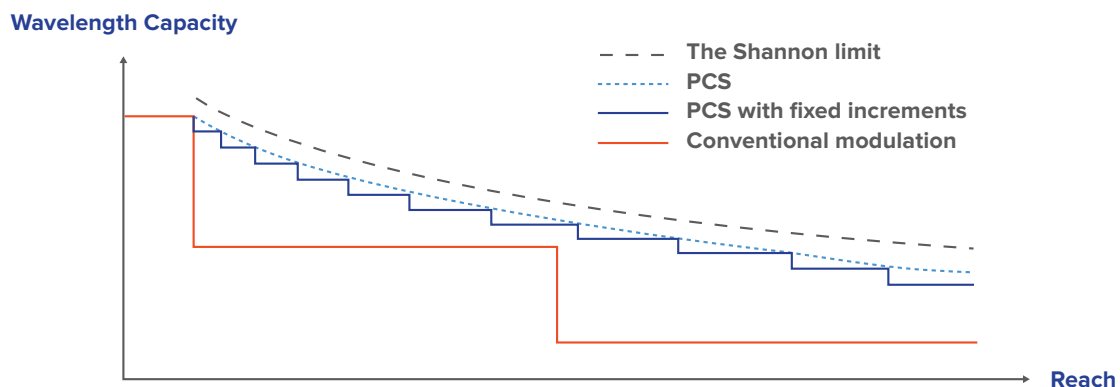 Wavelength Capacity
The Shannon limit
PCS
PCS with fixed increments
Conventional modulation
Reach